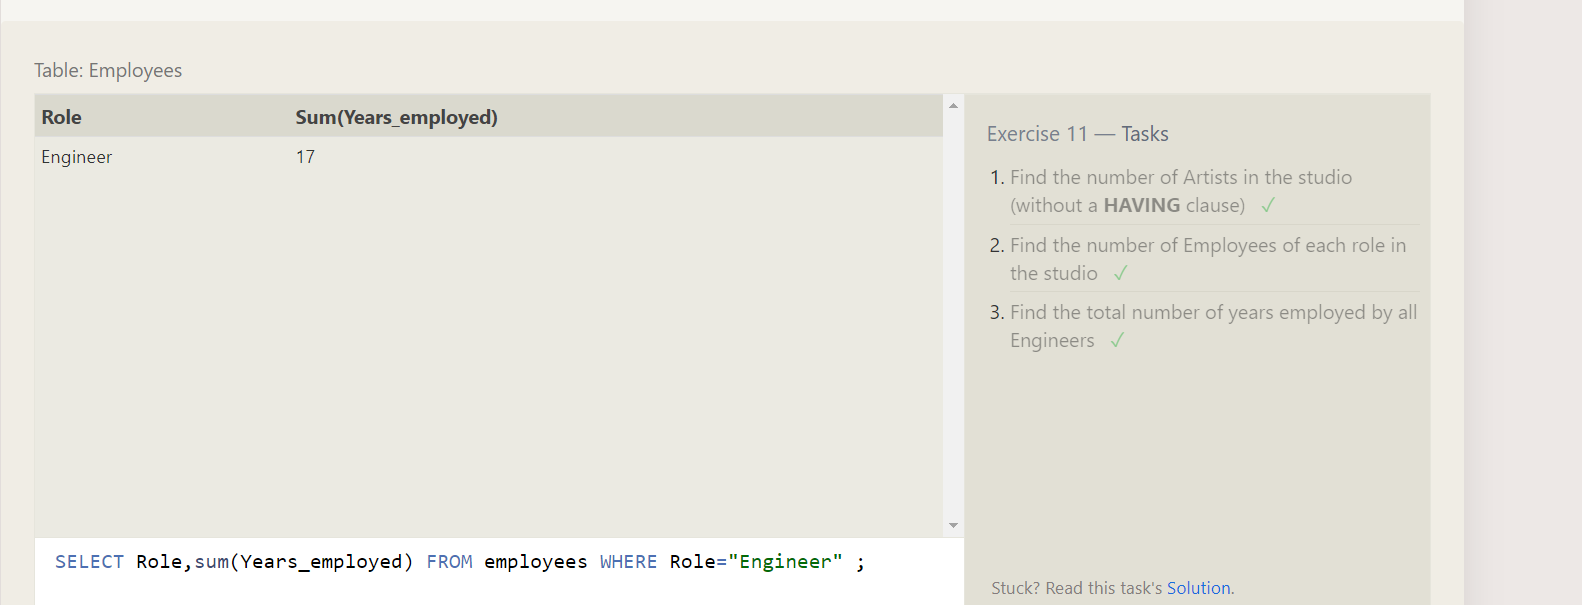 Table: Employees
Role Sum(Years_employed)
Engineer 17
Exercise 11 — Tasks
1. Find the number of Artists in the studio
(without a HAVING clause) ✓
2. Find the number of Employees of each role in
the studio ✓
3. Find the total number of years employed by all
Engineers ✓
SELECT Role,sum(Years_employed) FROM employees WHERE Role="Engineer" ;
Stuck? Read this task's Solution.